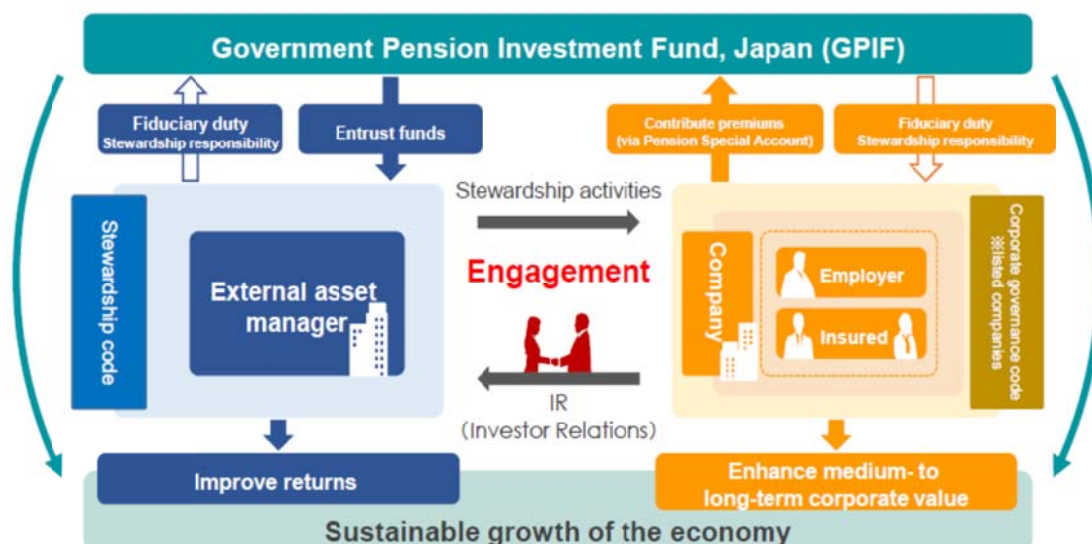 Government Pension Investment Fund, Japan (GPIF)
Fiduciary duty
Stewardship responsibility
Entrust funds
Contribute premiums
(via Pension Special Account)
Fiduciary duty
Stewardship responsibility
Stewardship code
External asset
manager
Stewardship activities
Engagement
IR
(Investor Relations)
Company
Employer
Insured
Corporate governance code
※listed companies
Improve returns
Enhance medium- to
long-term corporate value
Sustainable growth of the economy